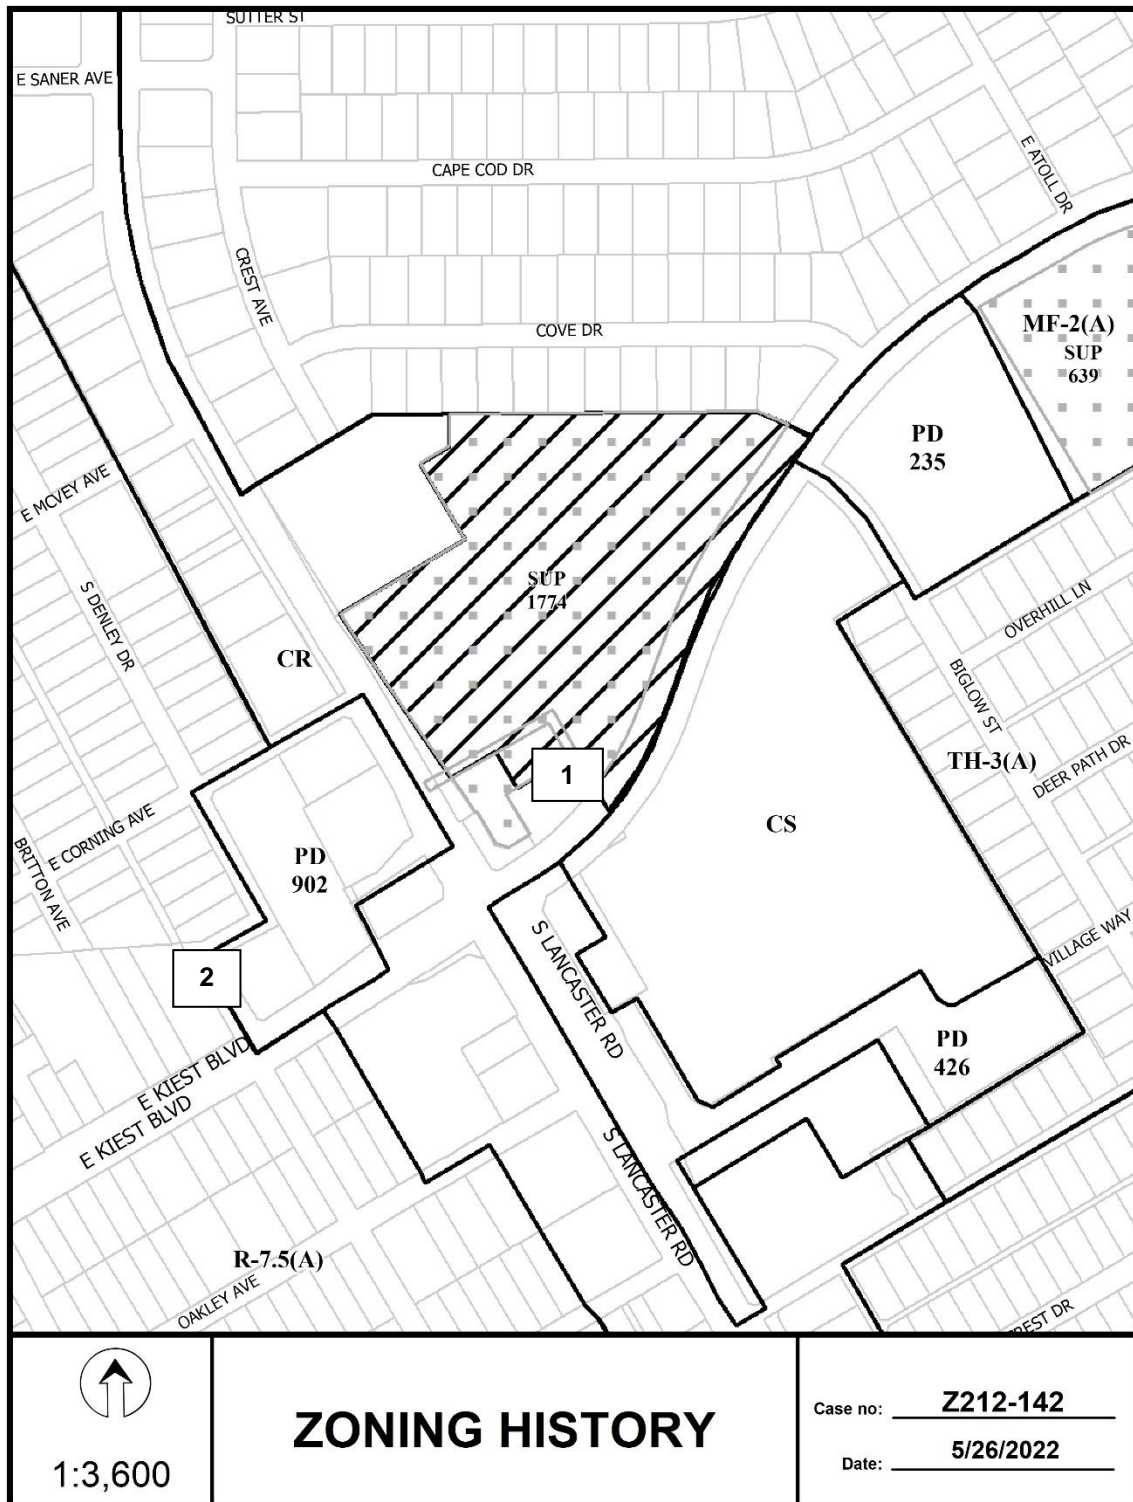 SUTTER ST
E SANER AVE
CAPE COD DR
E ATOLL DR
CREST AVE
COVE DR
MF-2(A)
SUP
639
PD
235
E MCVEY AVE
S DENLEY DR
SUP
1774
OVERHILL LN
CR
BIGLOW ST
TH-3(A)
DEER PATH DR
1
CS
E CORNING AVE
BRITTON AVE
PD
902
VILLAGE WAY
2
S LANCASTER RD
PD
426
E KIEST BLVD
E KIEST BLVD
S LANCASTER RD
R-7.5(A)
OAKLEY AVE
REST DR
1:3,600
ZONING HISTORY
Case no: Z212-142
Date: 5/26/2022